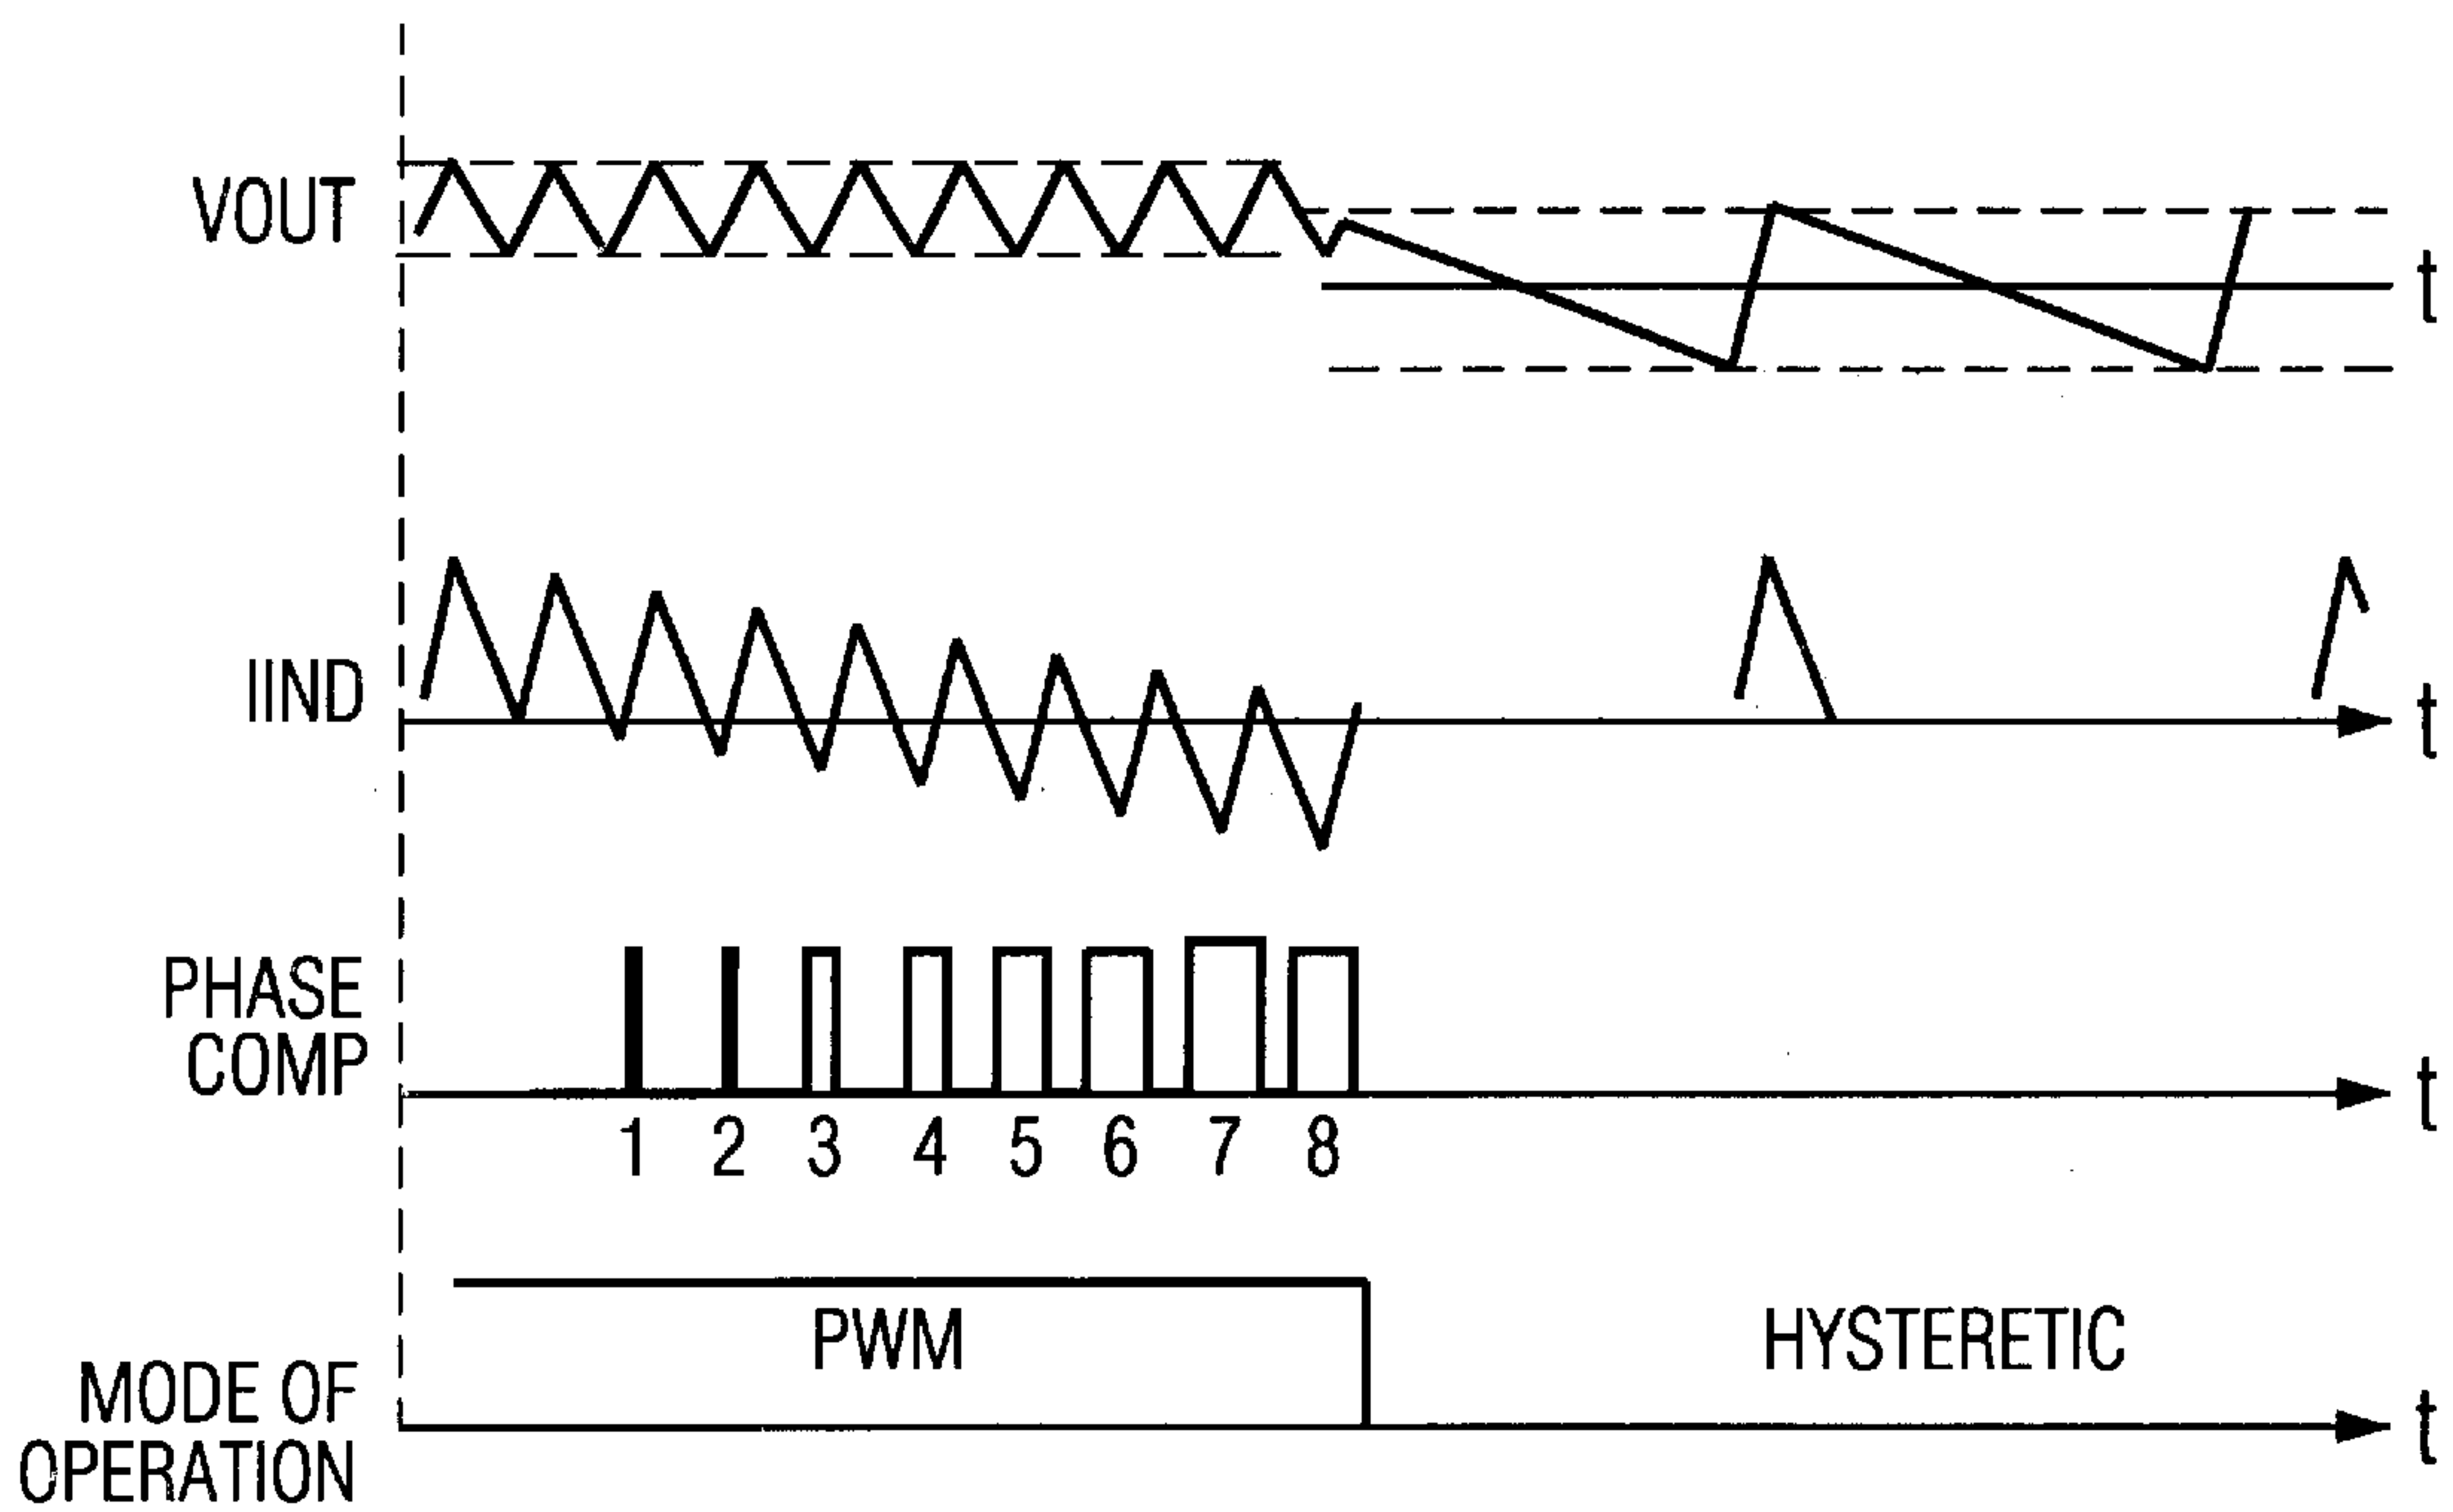 VOUT
t
IIND
t
PHASE
COMP
t
1 2 3 4 5 6 7 8
PWM
HYSTERETIC
MODE OF
OPERATION
t